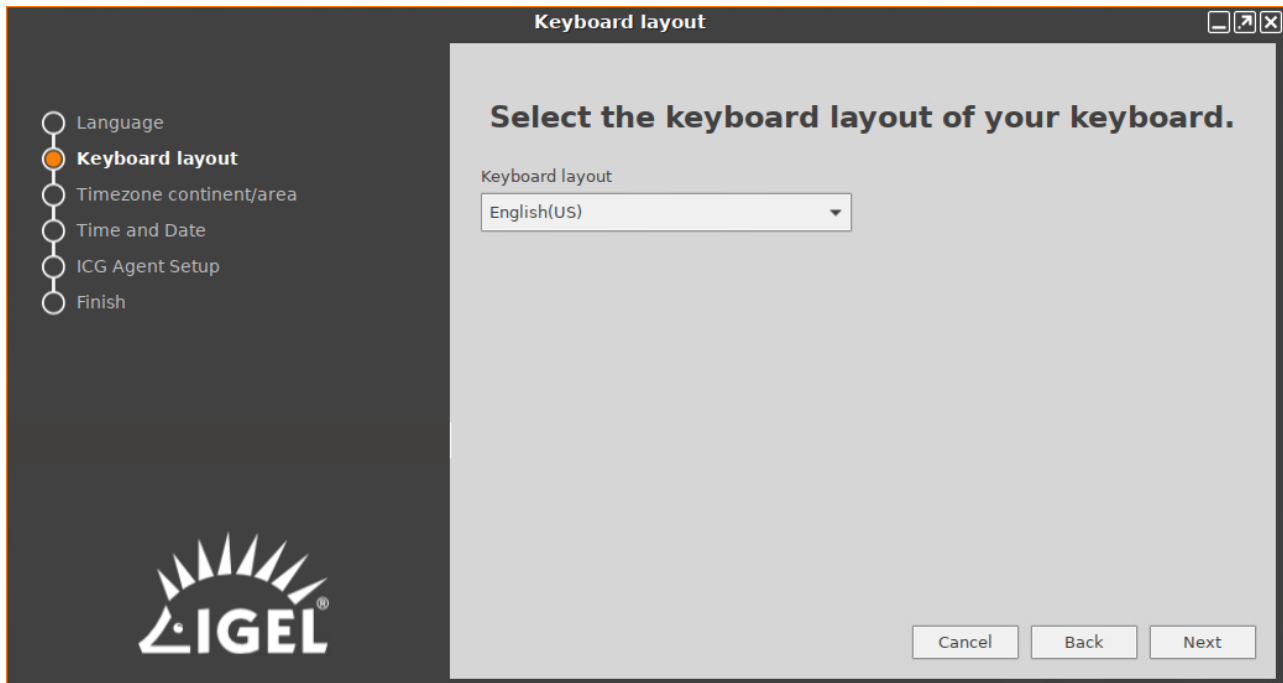 Keyboard layout
Language
Keyboard layout
Timezone continent/area
Time and Date
ICG Agent Setup
Finish
IGEL®
Select the keyboard layout of your keyboard.
Keyboard layout
English(US)
Cancel
Back
Next